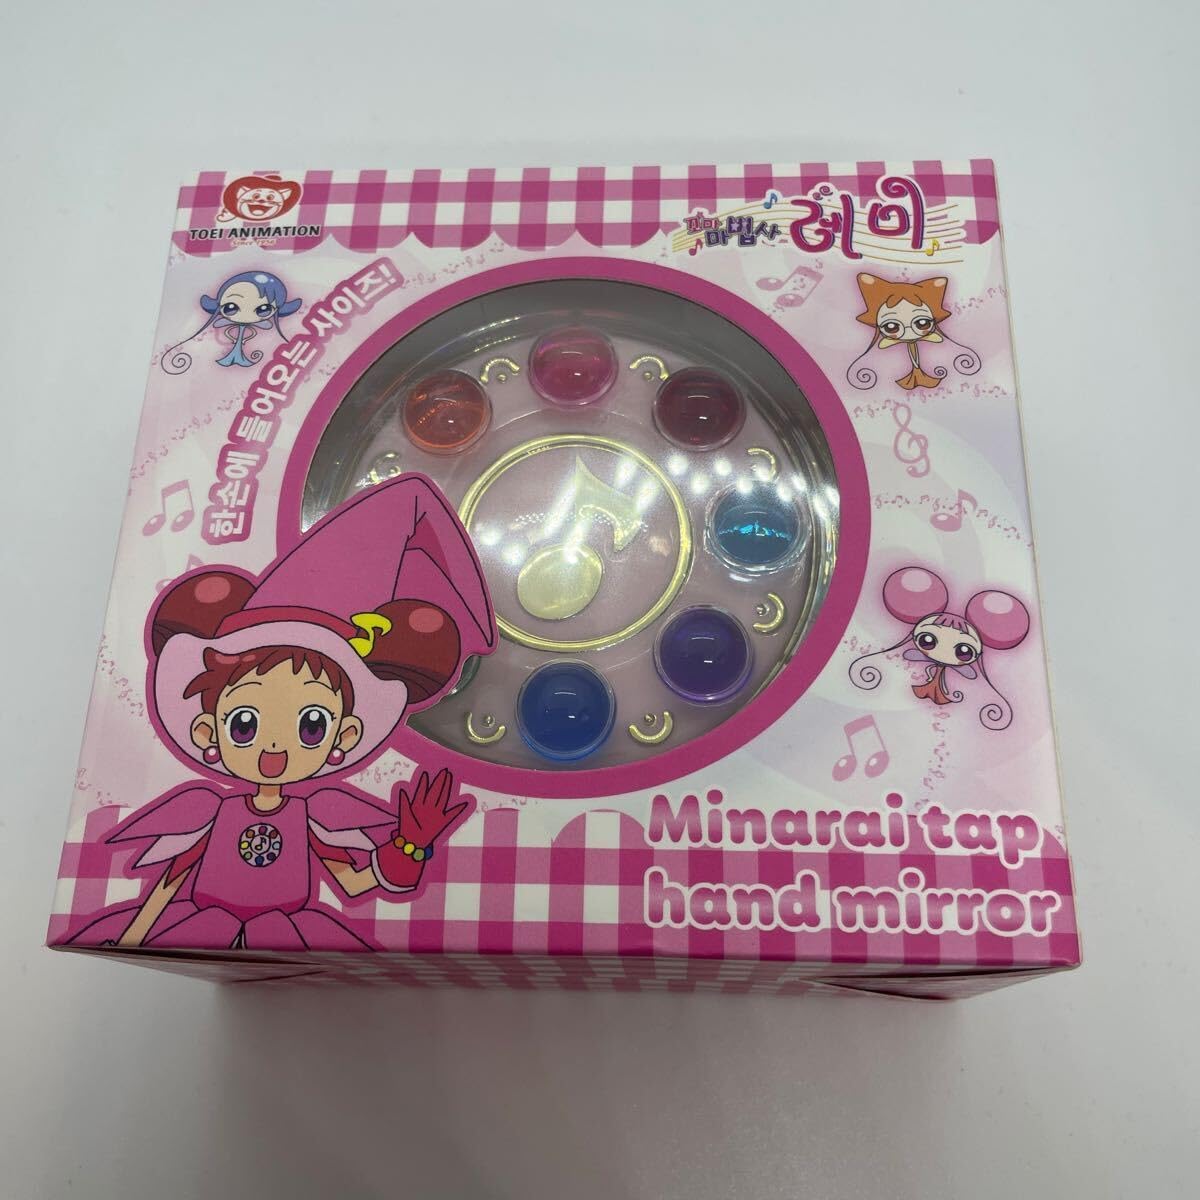 TOEI ANIMATION
Since 1956
꼬마 마법사 레미
한손에 들어오는 사이즈!
Minarai tap
hand mirror